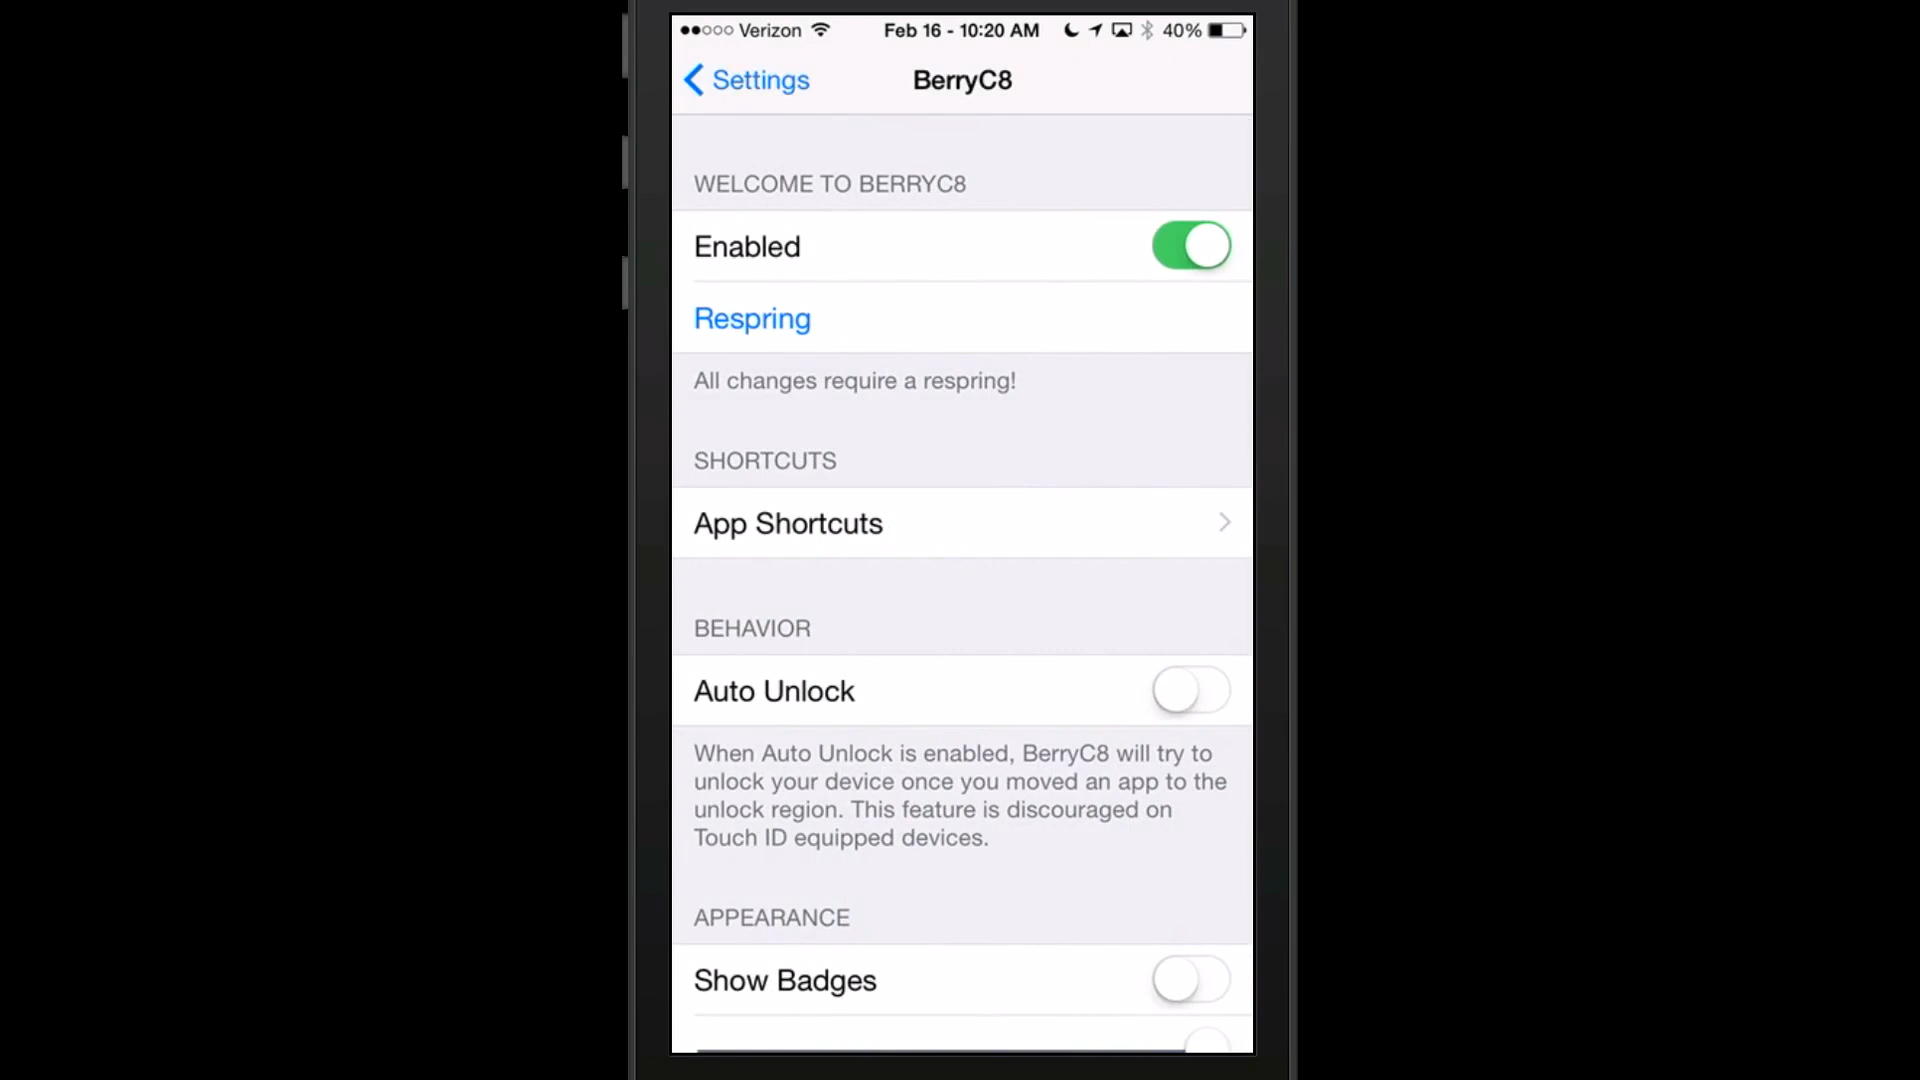 Verizon Feb 16 - 10:20 AM 40%
Settings BerryC8
WELCOME TO BERRYC8
Enabled
Respring
All changes require a respring!
SHORTCUTS
App Shortcuts
BEHAVIOR
Auto Unlock
When Auto Unlock is enabled, BerryC8 will try to
unlock your device once you moved an app to the
unlock region. This feature is discouraged on
Touch ID equipped devices.
APPEARANCE
Show Badges